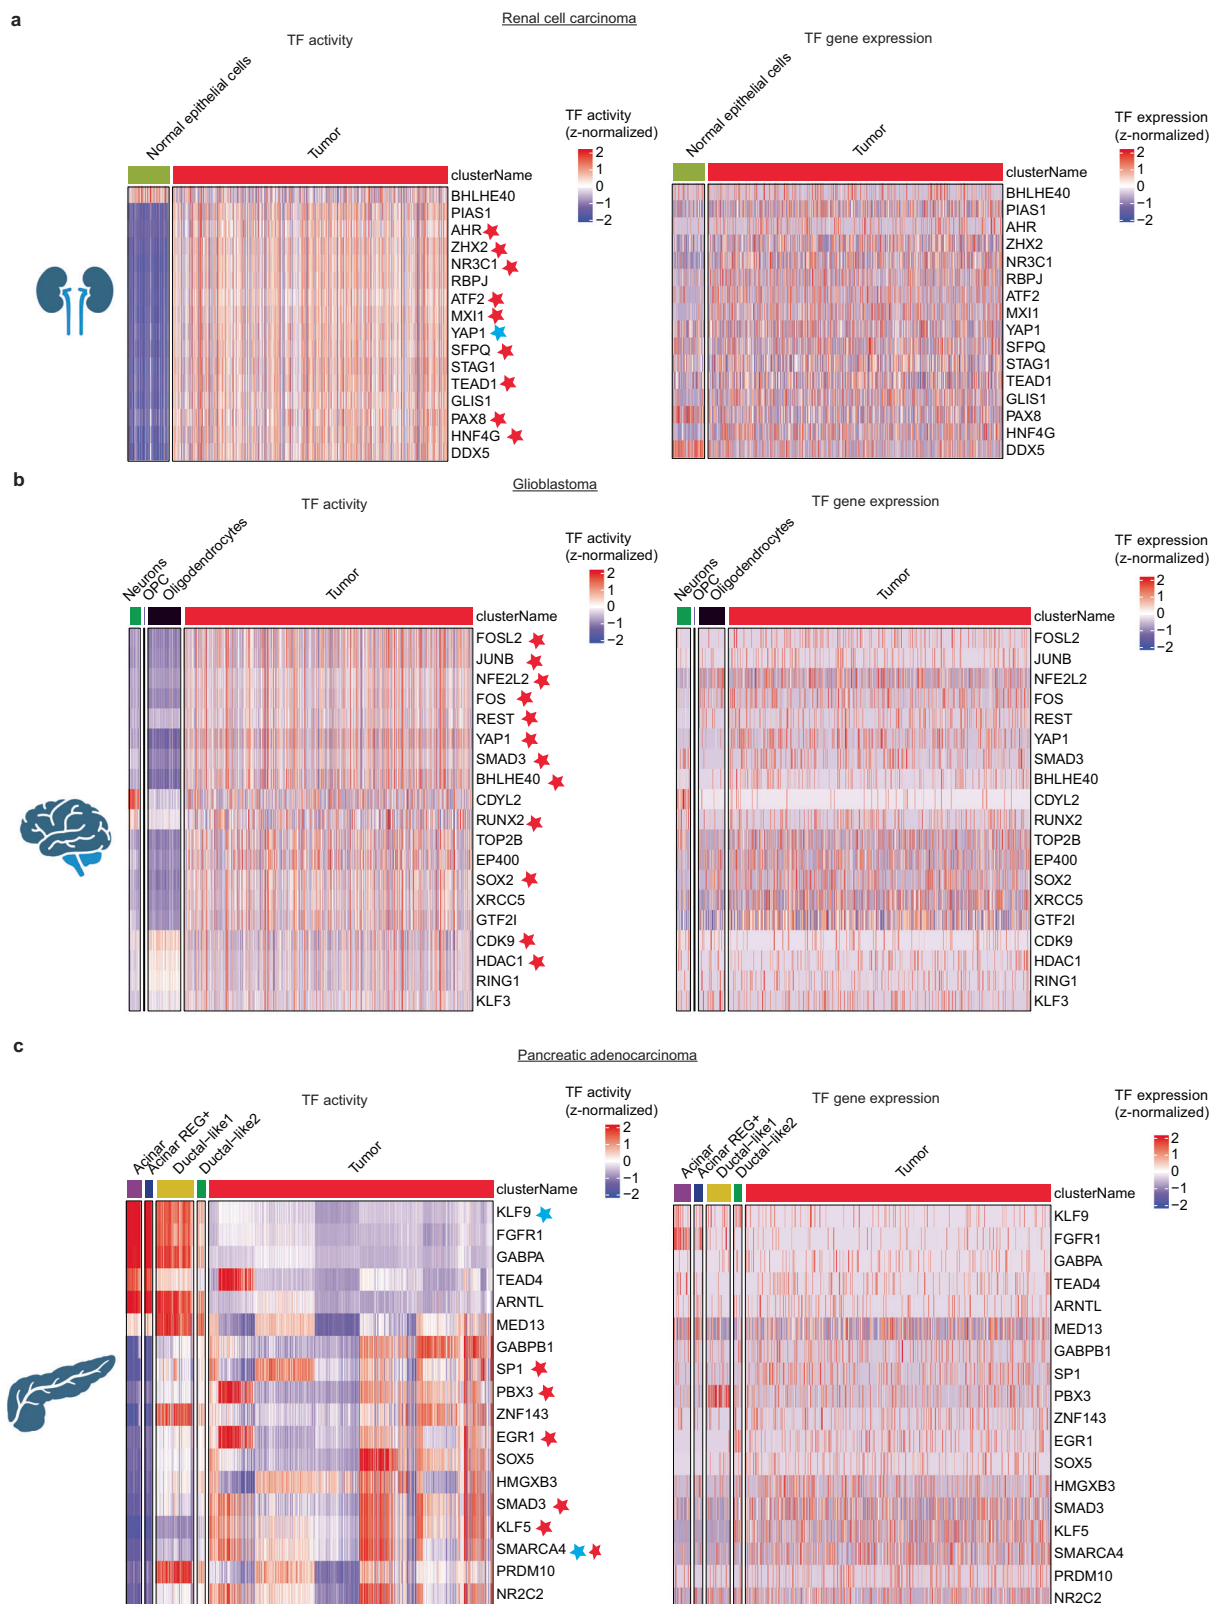 a
Renal cell carcinoma
TF activity
TF gene expression
Normal epithelial cells
Tumor
TF activity
(z-normalized)
2
1
0
−1
−2
clusterName
BHLHE40
PIAS1
AHR
ZHX2
NR3C1
RBPJ
ATF2
MXI1
YAP1
SFPQ
STAG1
TEAD1
GLIS1
PAX8
HNF4G
DDX5
Normal epithelial cells
Tumor
TF expression
(z-normalized)
2
1
0
−1
−2
clusterName
BHLHE40
PIAS1
AHR
ZHX2
NR3C1
RBPJ
ATF2
MXI1
YAP1
SFPQ
STAG1
TEAD1
GLIS1
PAX8
HNF4G
DDX5
b
Glioblastoma
TF activity
TF gene expression
Neurons
OPC
Oligodendrocytes
Tumor
TF activity
(z-normalized)
2
1
0
−1
−2
clusterName
FOSL2
JUNB
NFE2L2
FOS
REST
YAP1
SMAD3
BHLHE40
CDYL2
RUNX2
TOP2B
EP400
SOX2
XRCC5
GTF2I
CDK9
HDAC1
RING1
KLF3
Neurons
OPC
Oligodendrocytes
Tumor
TF expression
(z-normalized)
2
1
0
−1
−2
clusterName
FOSL2
JUNB
NFE2L2
FOS
REST
YAP1
SMAD3
BHLHE40
CDYL2
RUNX2
TOP2B
EP400
SOX2
XRCC5
GTF2I
CDK9
HDAC1
RING1
KLF3
c
Pancreatic adenocarcinoma
TF activity
TF gene expression
Acinar
Acinar REG+
Ductal−like1
Ductal−like2
Tumor
TF activity
(z-normalized)
2
1
0
−1
−2
clusterName
KLF9
FGFR1
GABPA
TEAD4
ARNTL
MED13
GABPB1
SP1
PBX3
ZNF143
EGR1
SOX5
HMGXB3
SMAD3
KLF5
SMARCA4
PRDM10
NR2C2
Acinar
Acinar REG+
Ductal−like1
Ductal−like2
Tumor
TF expression
(z-normalized)
2
1
0
−1
−2
clusterName
KLF9
FGFR1
GABPA
TEAD4
ARNTL
MED13
GABPB1
SP1
PBX3
ZNF143
EGR1
SOX5
HMGXB3
SMAD3
KLF5
SMARCA4
PRDM10
NR2C2